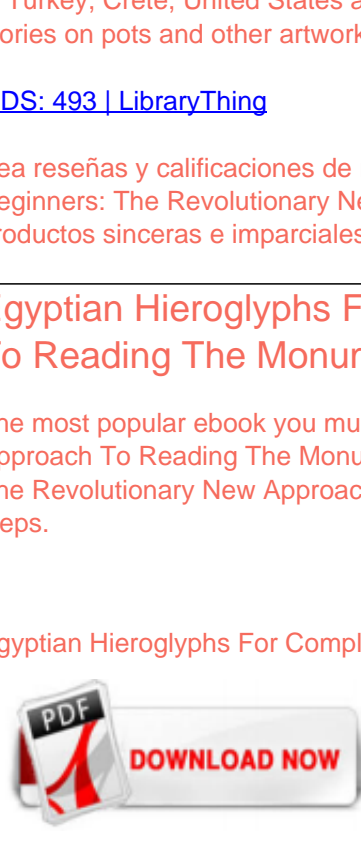 Turkey, Crete, United States a
ories on pots and other artwork
DS: 493 | LibraryThing
ea reseñas y calificaciones de
eginners: The Revolutionary Ne
roductos sinceras e imparciales
gyptian Hieroglyphs F
o Reading The Monur
he most popular ebook you mu
pproach To Reading The Monu
he Revolutionary New Approac
eps.
gyptian Hieroglyphs For Compl
PDF
DOWNLOAD NOW